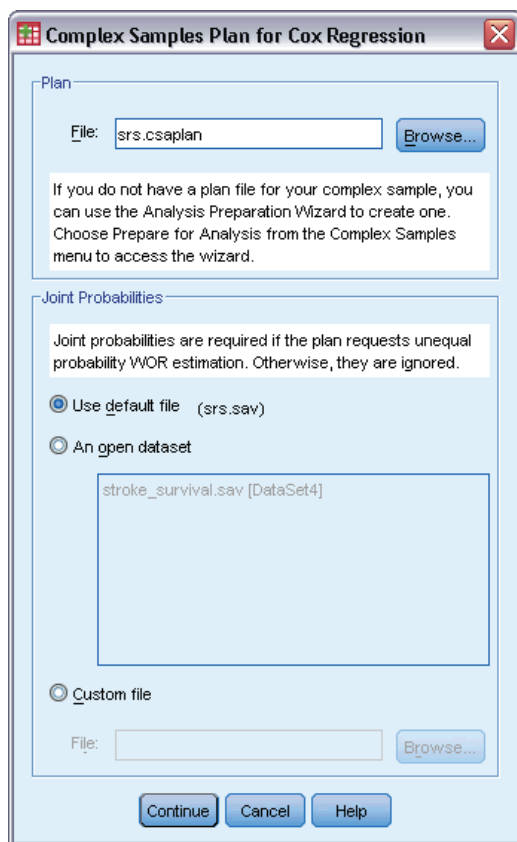 Complex Samples Plan for Cox Regression
Plan
File: srs.csaplan Browse...
If you do not have a plan file for your complex sample, you
can use the Analysis Preparation Wizard to create one.
Choose Prepare for Analysis from the Complex Samples
menu to access the wizard.
Joint Probabilities
Joint probabilities are required if the plan requests unequal
probability WOR estimation. Otherwise, they are ignored.
Use default file (srs.sav)
An open dataset
stroke_survival.sav [DataSet4]
Custom file
File: Browse...
Continue Cancel Help